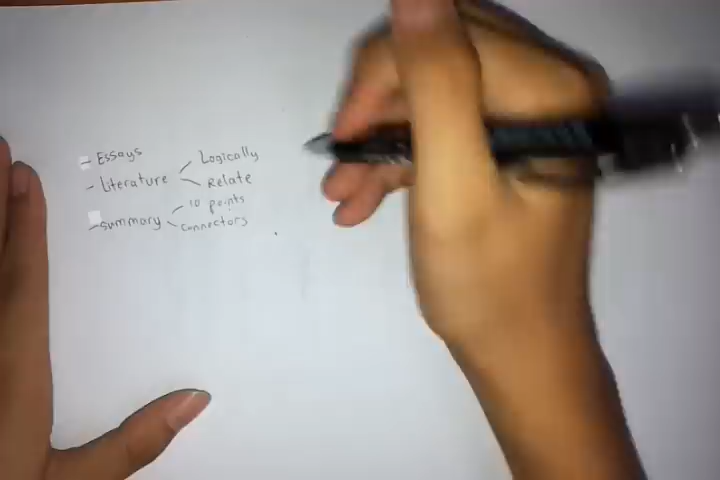 - Essays
Logically
- Literature
Relate
10 points
- summary
connectors